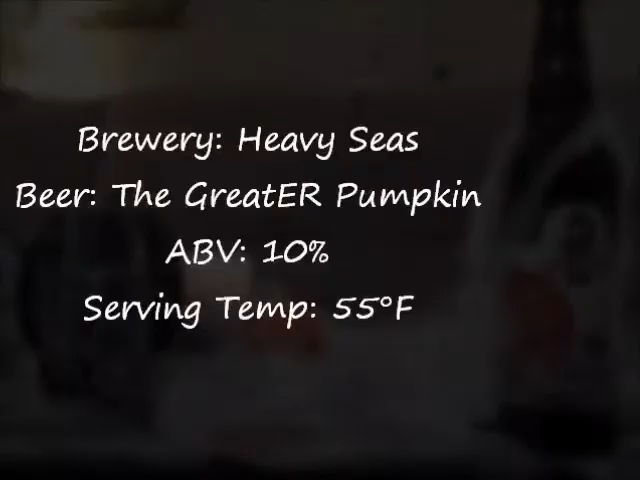 Brewery: Heavy Seas
Beer: The GreatER Pumpkin
ABV: 10%
Serving Temp: 55°F